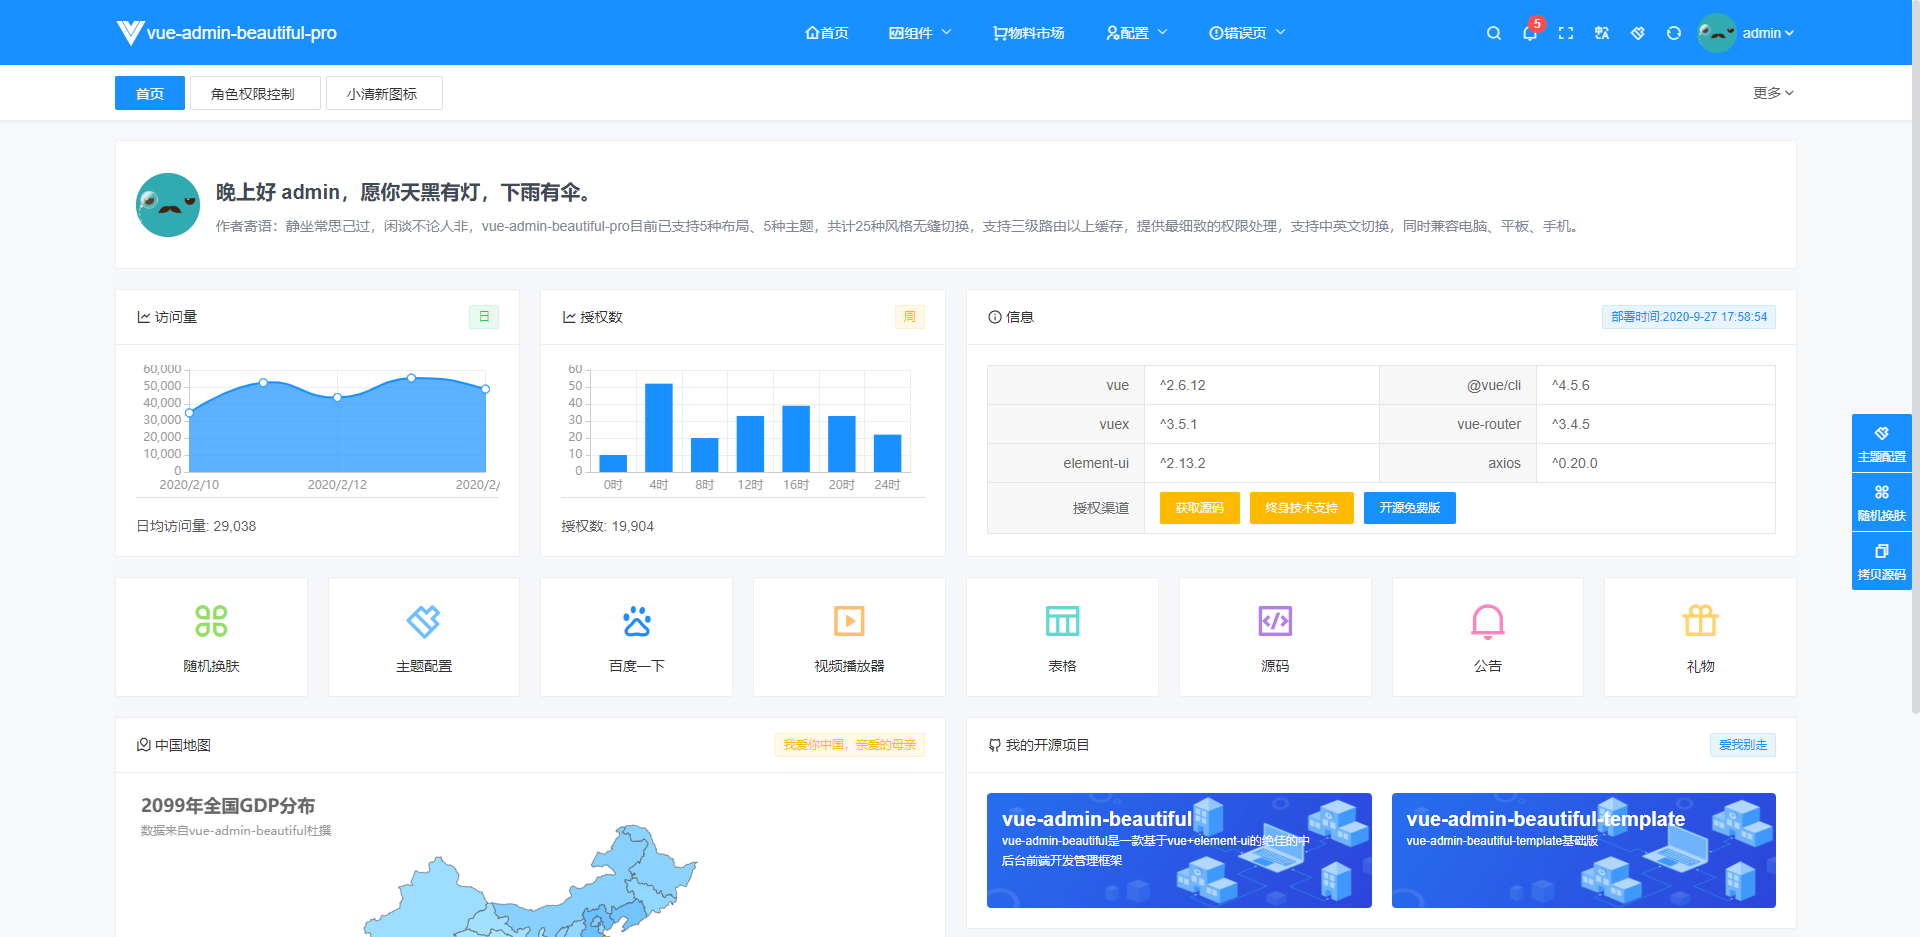 vue-admin-beautiful-pro
首页
组件
物料市场
配置
错误页
5
admin
首页
角色权限控制
小清新图标
更多
晚上好 admin，愿你天黑有灯，下雨有伞。
作者寄语：静坐常思己过，闲谈不论人非，vue-admin-beautiful-pro目前已支持5种布局、5种主题，共计25种风格无缝切换，支持三级路由以上缓存，提供最细致的权限处理，支持中英文切换，同时兼容电脑、平板、手机。
访问量
日
60,000
50,000
40,000
30,000
20,000
10,000
0
2020/2/10
2020/2/12
2020/2/
日均访问量: 29,038
授权数
周
60
50
40
30
20
10
0
0时
4时
8时
12时
16时
20时
24时
授权数: 19,904
信息
部署时间:2020-9-27 17:58:54
vue ^2.6.12 @vue/cli ^4.5.6
vuex ^3.5.1 vue-router ^3.4.5
element-ui ^2.13.2 axios ^0.20.0
授权渠道 获取源码 终身技术支持 开源免费版
主题配置
随机换肤
拷贝源码
随机换肤
主题配置
百度一下
视频播放器
表格
源码
公告
礼物
中国地图
我爱你中国，亲爱的母亲
2099年全国GDP分布
数据来自vue-admin-beautiful杜撰
我的开源项目
爱我别走
vue-admin-beautiful
vue-admin-beautiful是一款基于vue+element-ui的绝佳的中
后台前端开发管理框架
vue-admin-beautiful-template
vue-admin-beautiful-template基础版